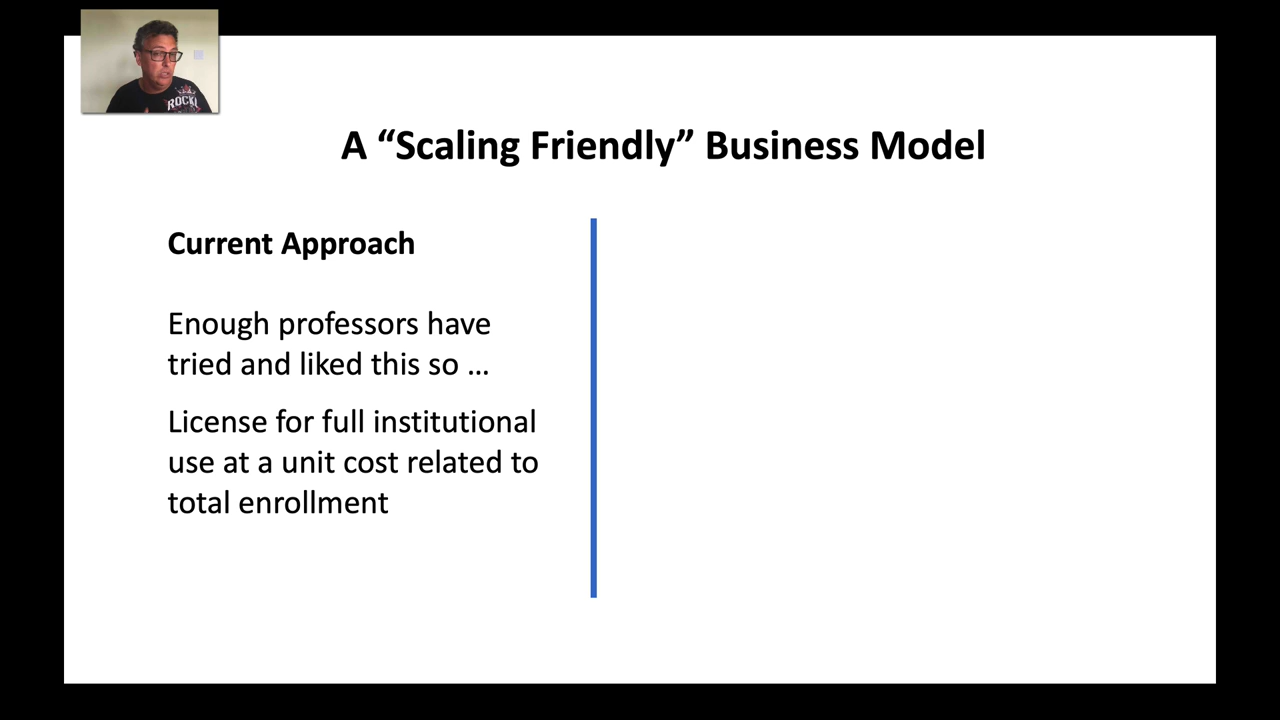 ROCK
A “Scaling Friendly” Business Model
Current Approach
Enough professors have
tried and liked this so ...
License for full institutional
use at a unit cost related to
total enrollment